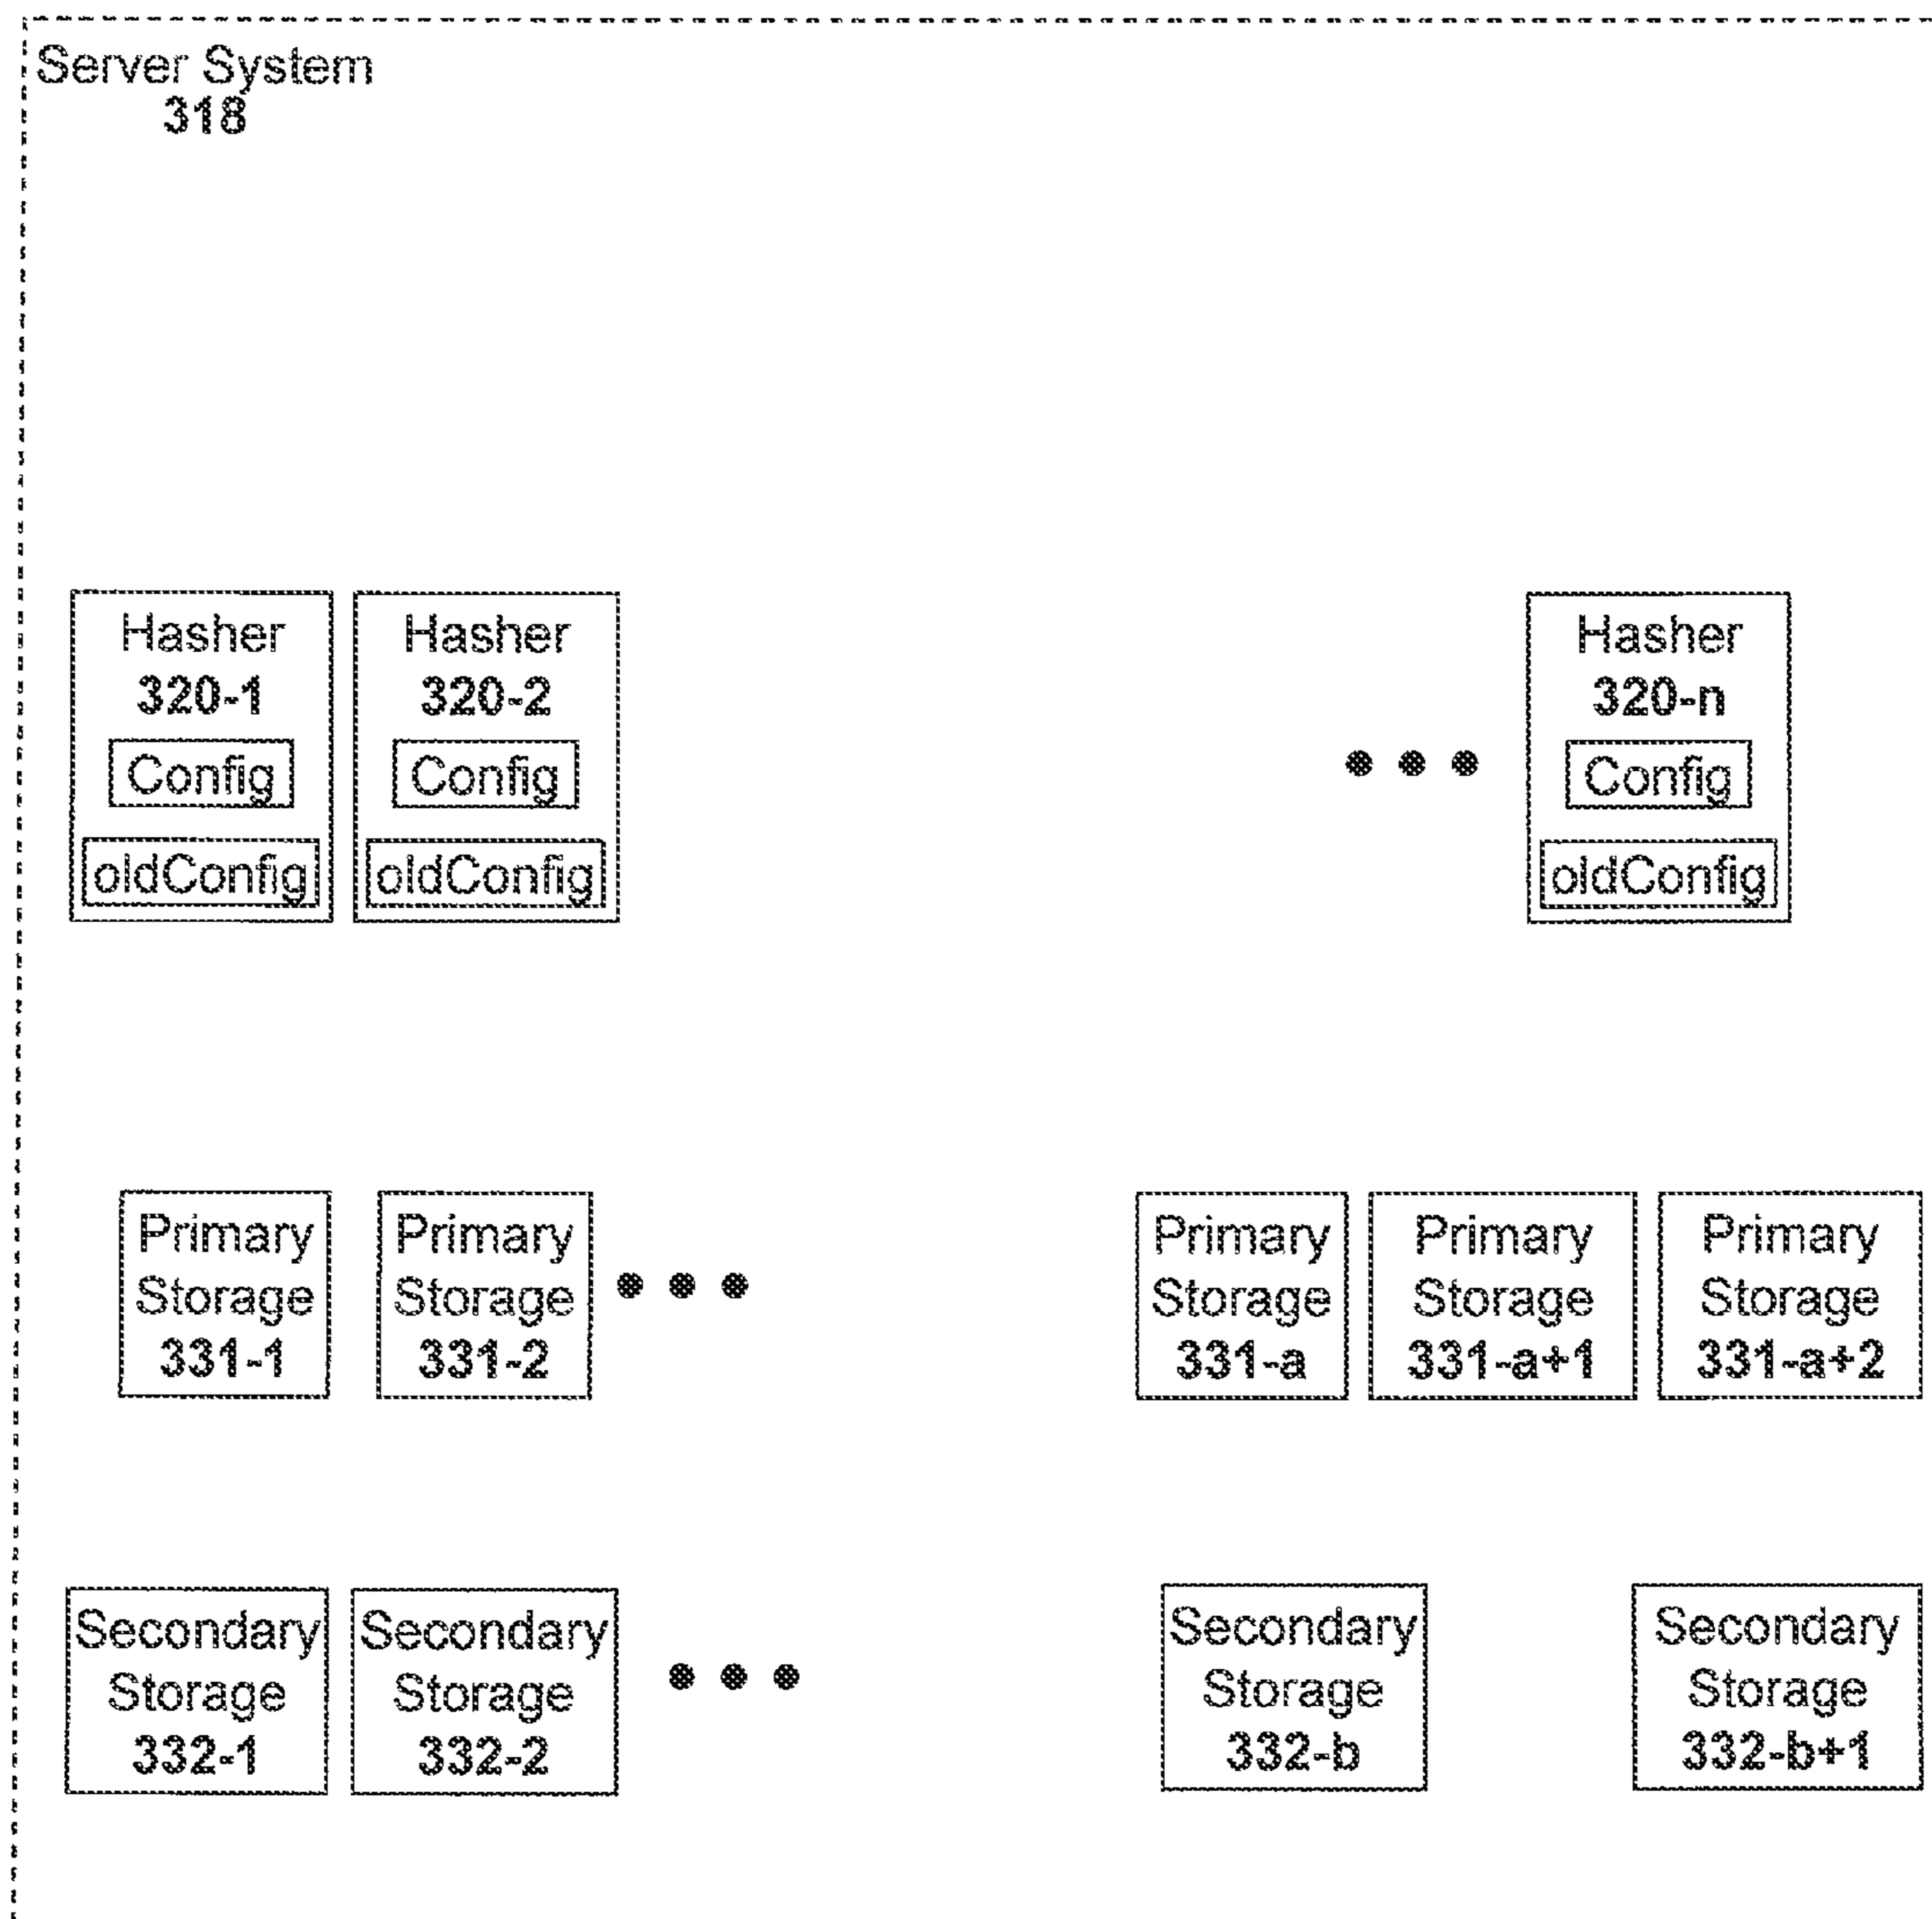 Server System
318
Hasher
320-1
Config
oldConfig
Hasher
320-2
Config
oldConfig
Hasher
320-n
Config
oldConfig
Primary
Storage
331-1
Primary
Storage
331-2
Primary
Storage
331-a
Primary
Storage
331-a+1
Primary
Storage
331-a+2
Secondary
Storage
332-1
Secondary
Storage
332-2
Secondary
Storage
332-b
Secondary
Storage
332-b+1